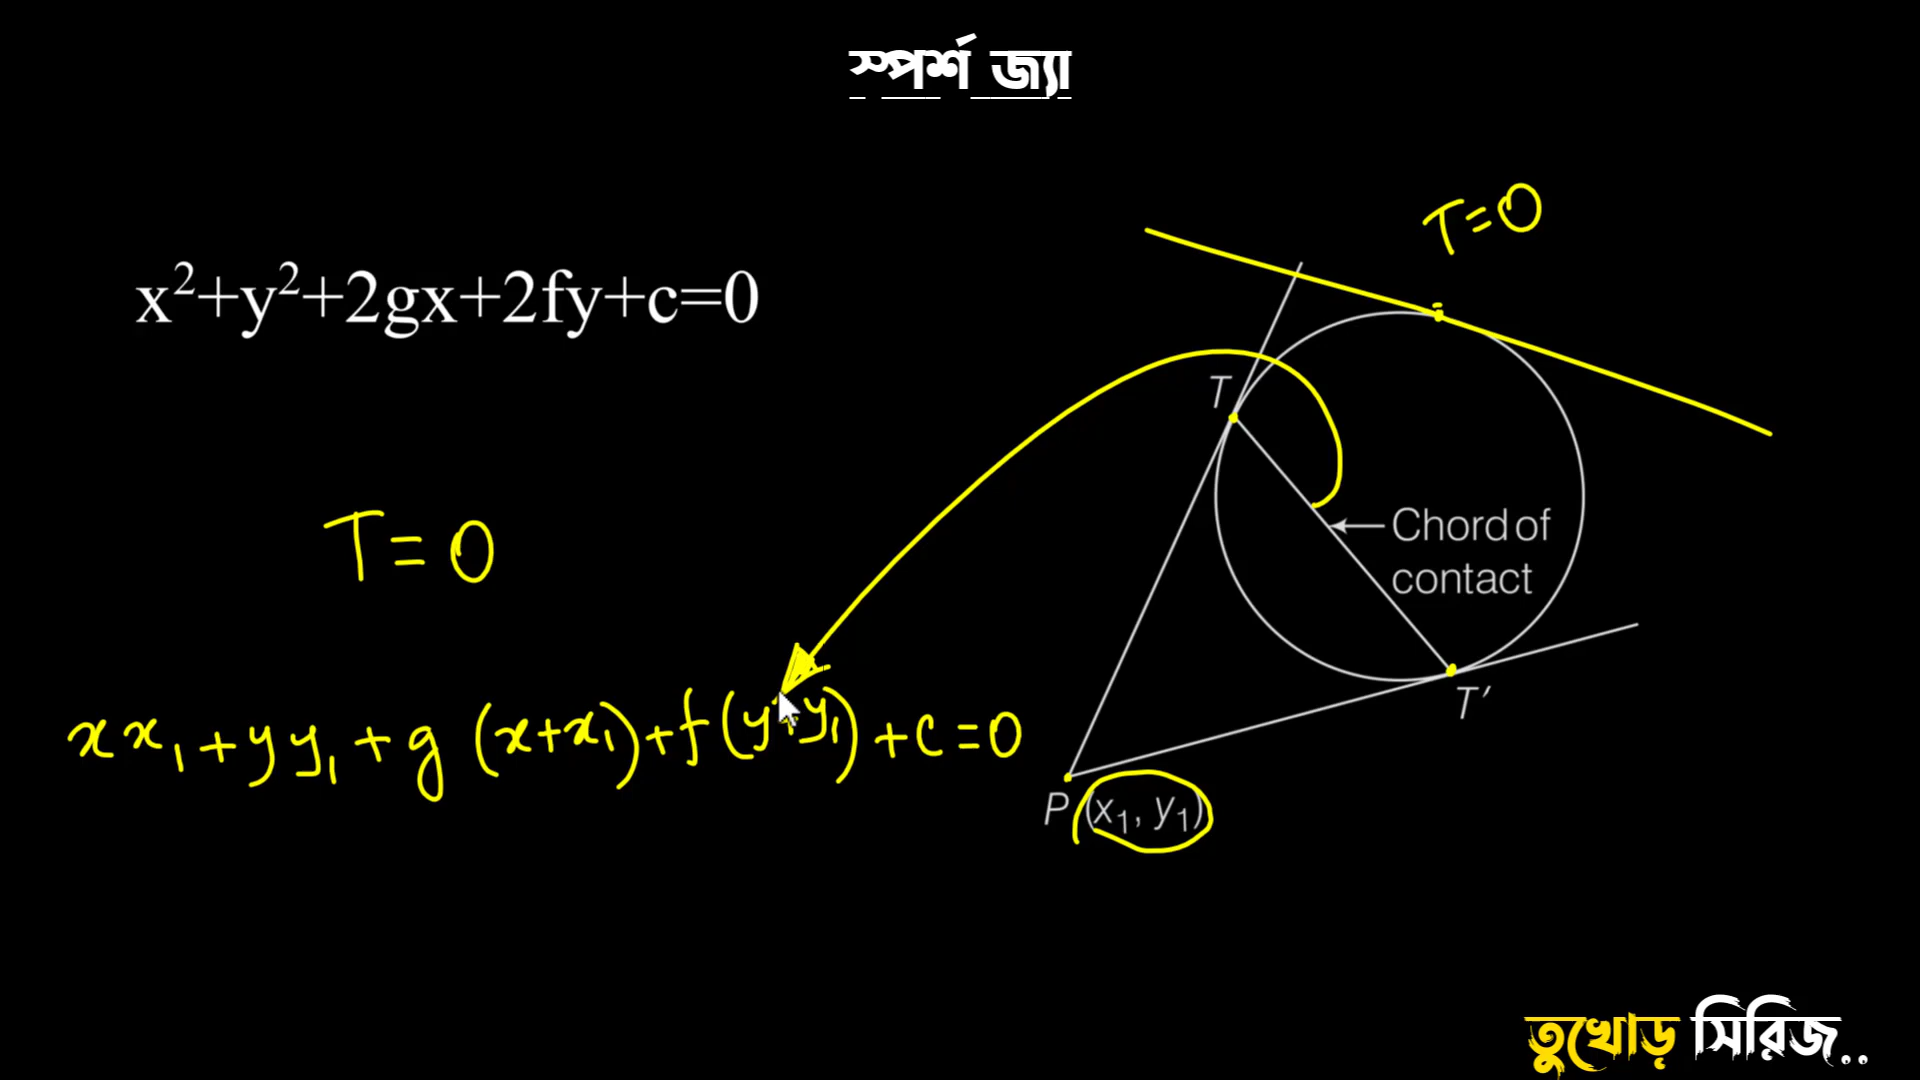 স্পর্শ জ্যা
T=0
x²+y²+2gx+2fy+c=0
T
Chord of
contact
T=0
T′
xx₁+yy₁+g(x+x₁)+f(y+y₁)+c=0
P (x₁, y₁)
তুখোড় সিরিজ..